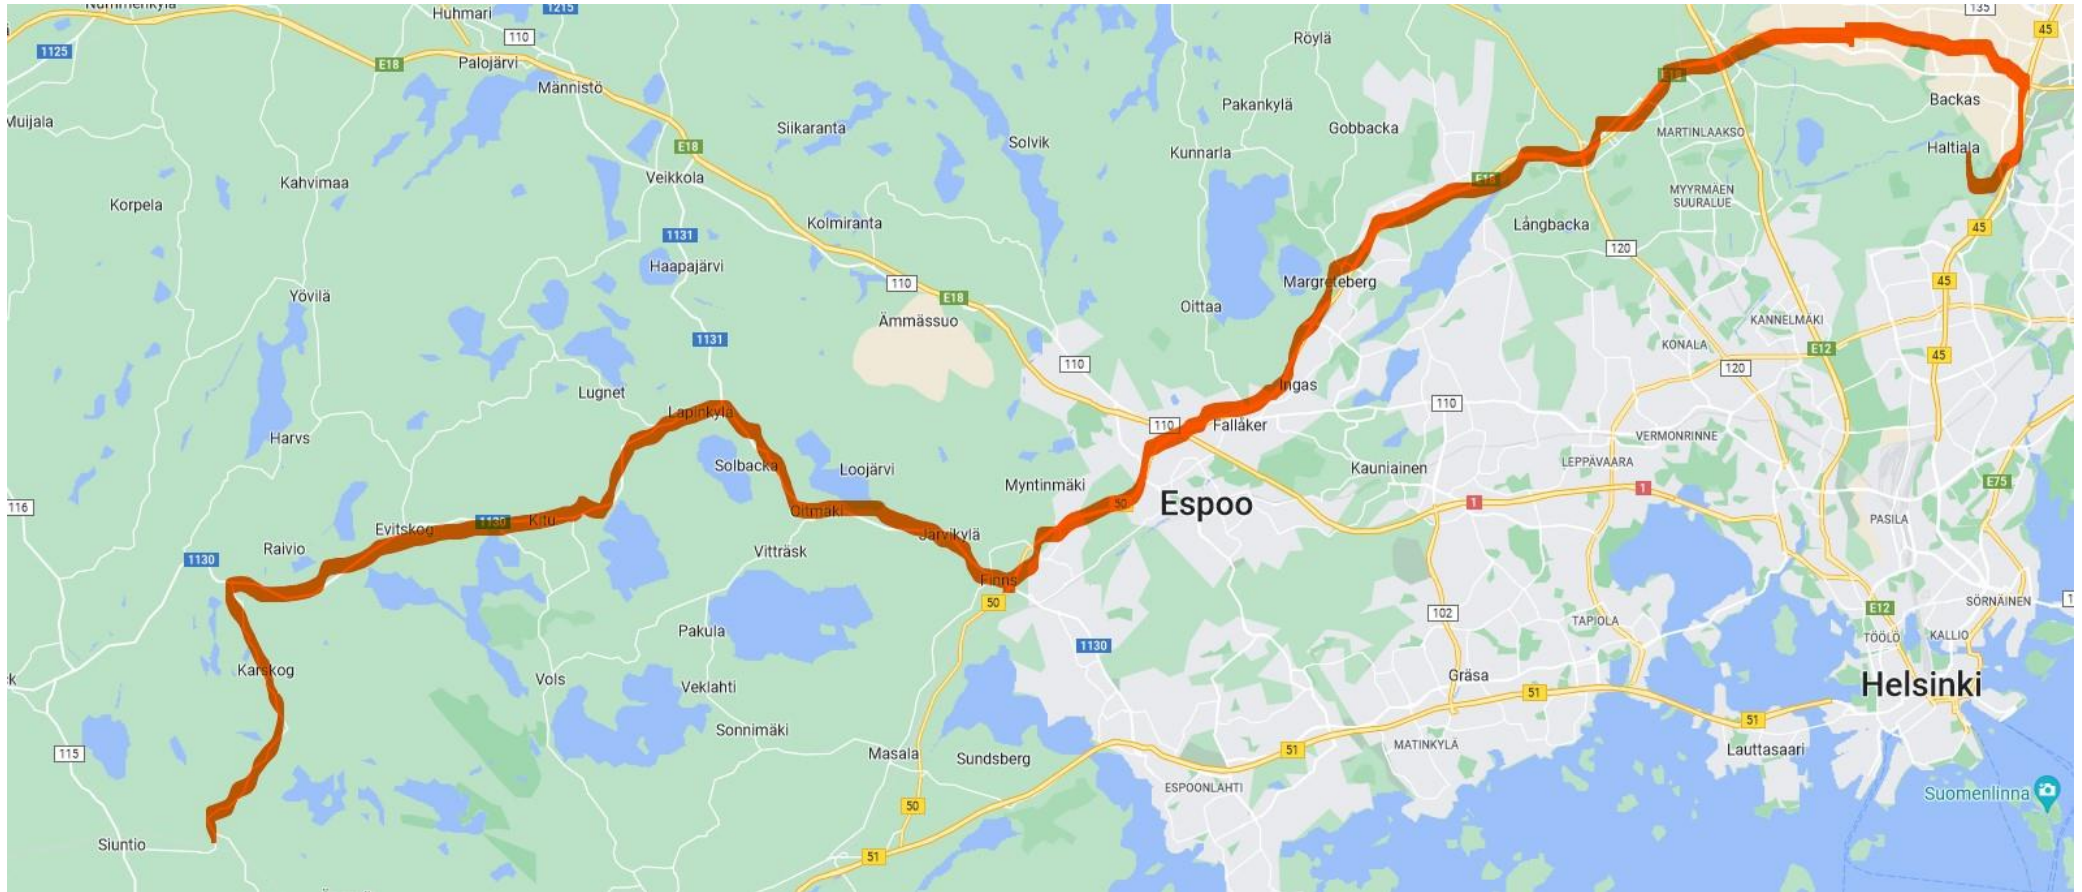 Huhmari
1215
135
110
45
1125
E18
Palojärvi
Röylä
Männistö
E18
Backas
Muijala
Pakankylä
Siikaranta
Gobbacka
MARTINLAAKSO
Solvik
Kunnarla
Haltiala
E18
Veikkola
E18
Kahvimaa
MYYRMÄEN
SUURALUE
Korpela
Kolmiranta
Långbacka
45
1131
120
Haapajärvi
Margreteberg
110
45
Yövilä
E18
Oittaa
Ämmässuo
KANNELMÄKI
1131
KONALA
E12
45
110
120
Lugnet
Ingas
Lapinkylä
110
110
Fallåker
Harvs
VERMONRINNE
Solbacka
Loojärvi
Kauniainen
LEPPÄVAARA
Myntinmäki
E75
1
1
116
50
Espoo
Oitmäki
PASILA
Kitu
1130
Evitskog
Järvikylä
Raivio
Vitträsk
1130
Finns
50
SÖRNÄINEN
E12
102
TAPIOLA
Pakula
TÖÖLÖ
KALLIO
1130
Karskog
Vols
Gräsa
Veklahti
Helsinki
51
51
Sonnimäki
115
Masala
Sundsberg
51
MATINKYLÄ
Lauttasaari
ESPOONLAHTI
Suomenlinna
50
Siuntio
51